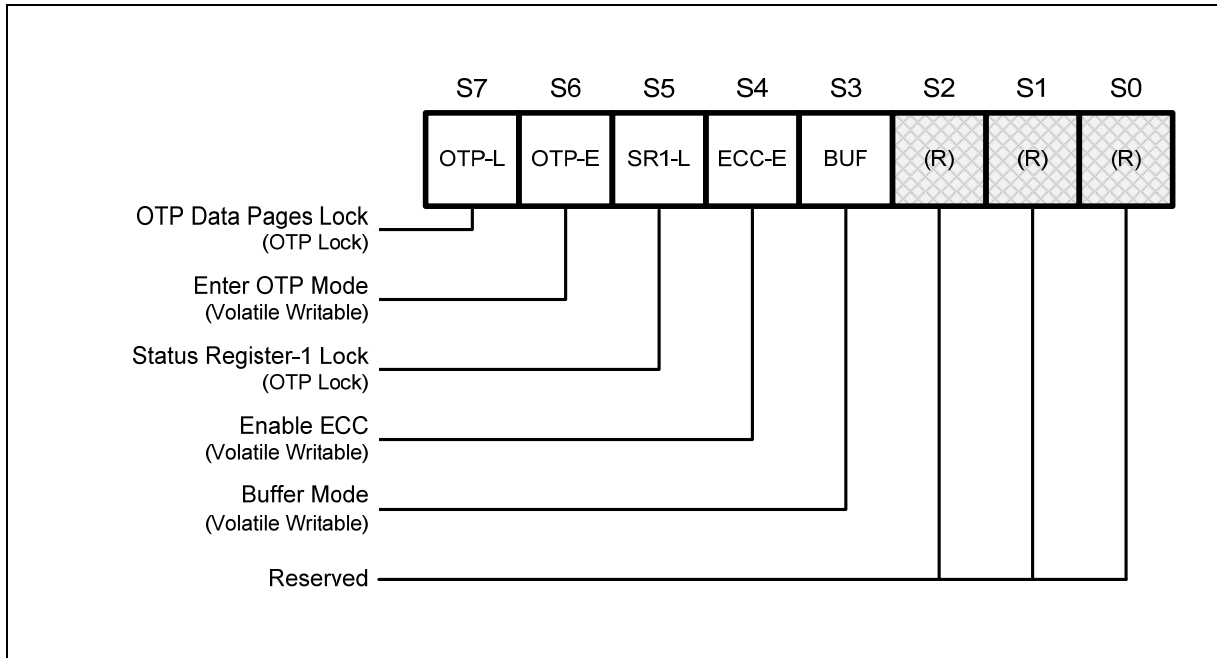 S7 S6 S5 S4 S3 S2 S1 S0
OTP-L OTP-E SR1-L ECC-E BUF (R) (R) (R)
OTP Data Pages Lock
(OTP Lock)
Enter OTP Mode
(Volatile Writable)
Status Register-1 Lock
(OTP Lock)
Enable ECC
(Volatile Writable)
Buffer Mode
(Volatile Writable)
Reserved